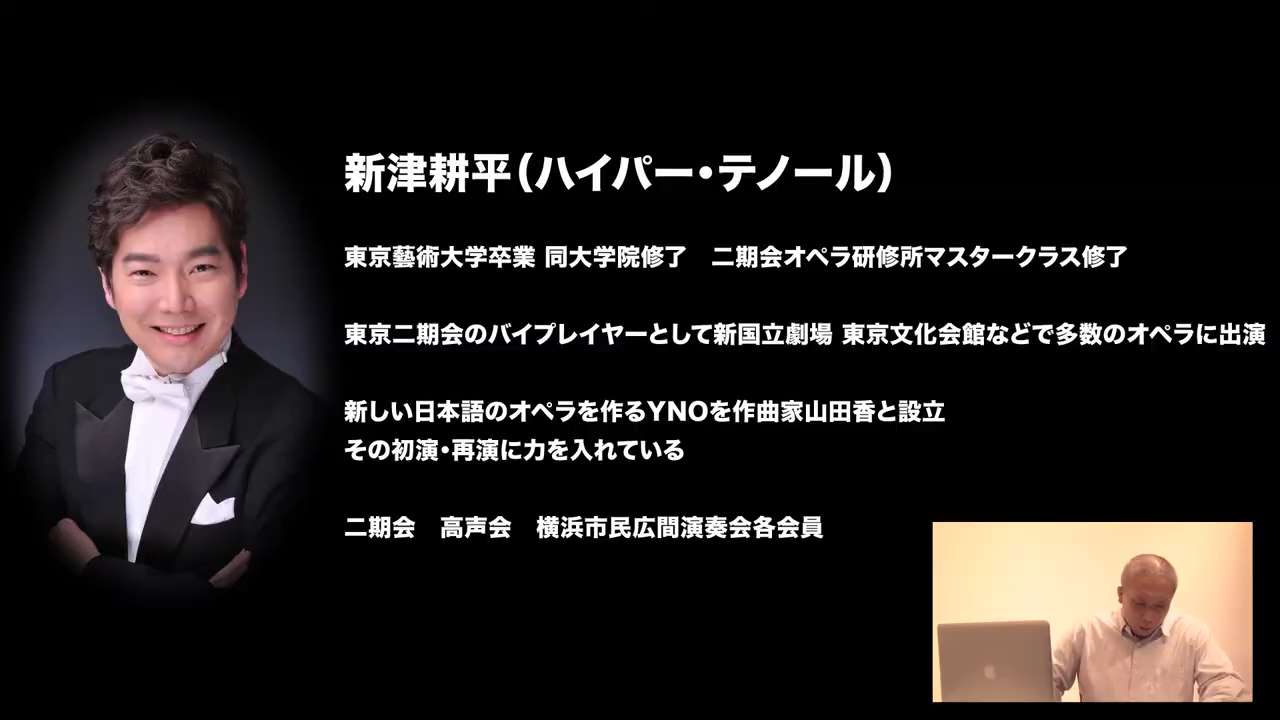 新津耕平（ハイパー・テノール）
東京藝術大学卒業 同大学院修了　二期会オペラ研修所マスタークラス修了
東京二期会のバイプレイヤーとして新国立劇場 東京文化会館などで多数のオペラに出演
新しい日本語のオペラを作るYNOを作曲家山田香と設立
その初演・再演に力を入れている
二期会　高声会　横浜市民広間演奏会各会員